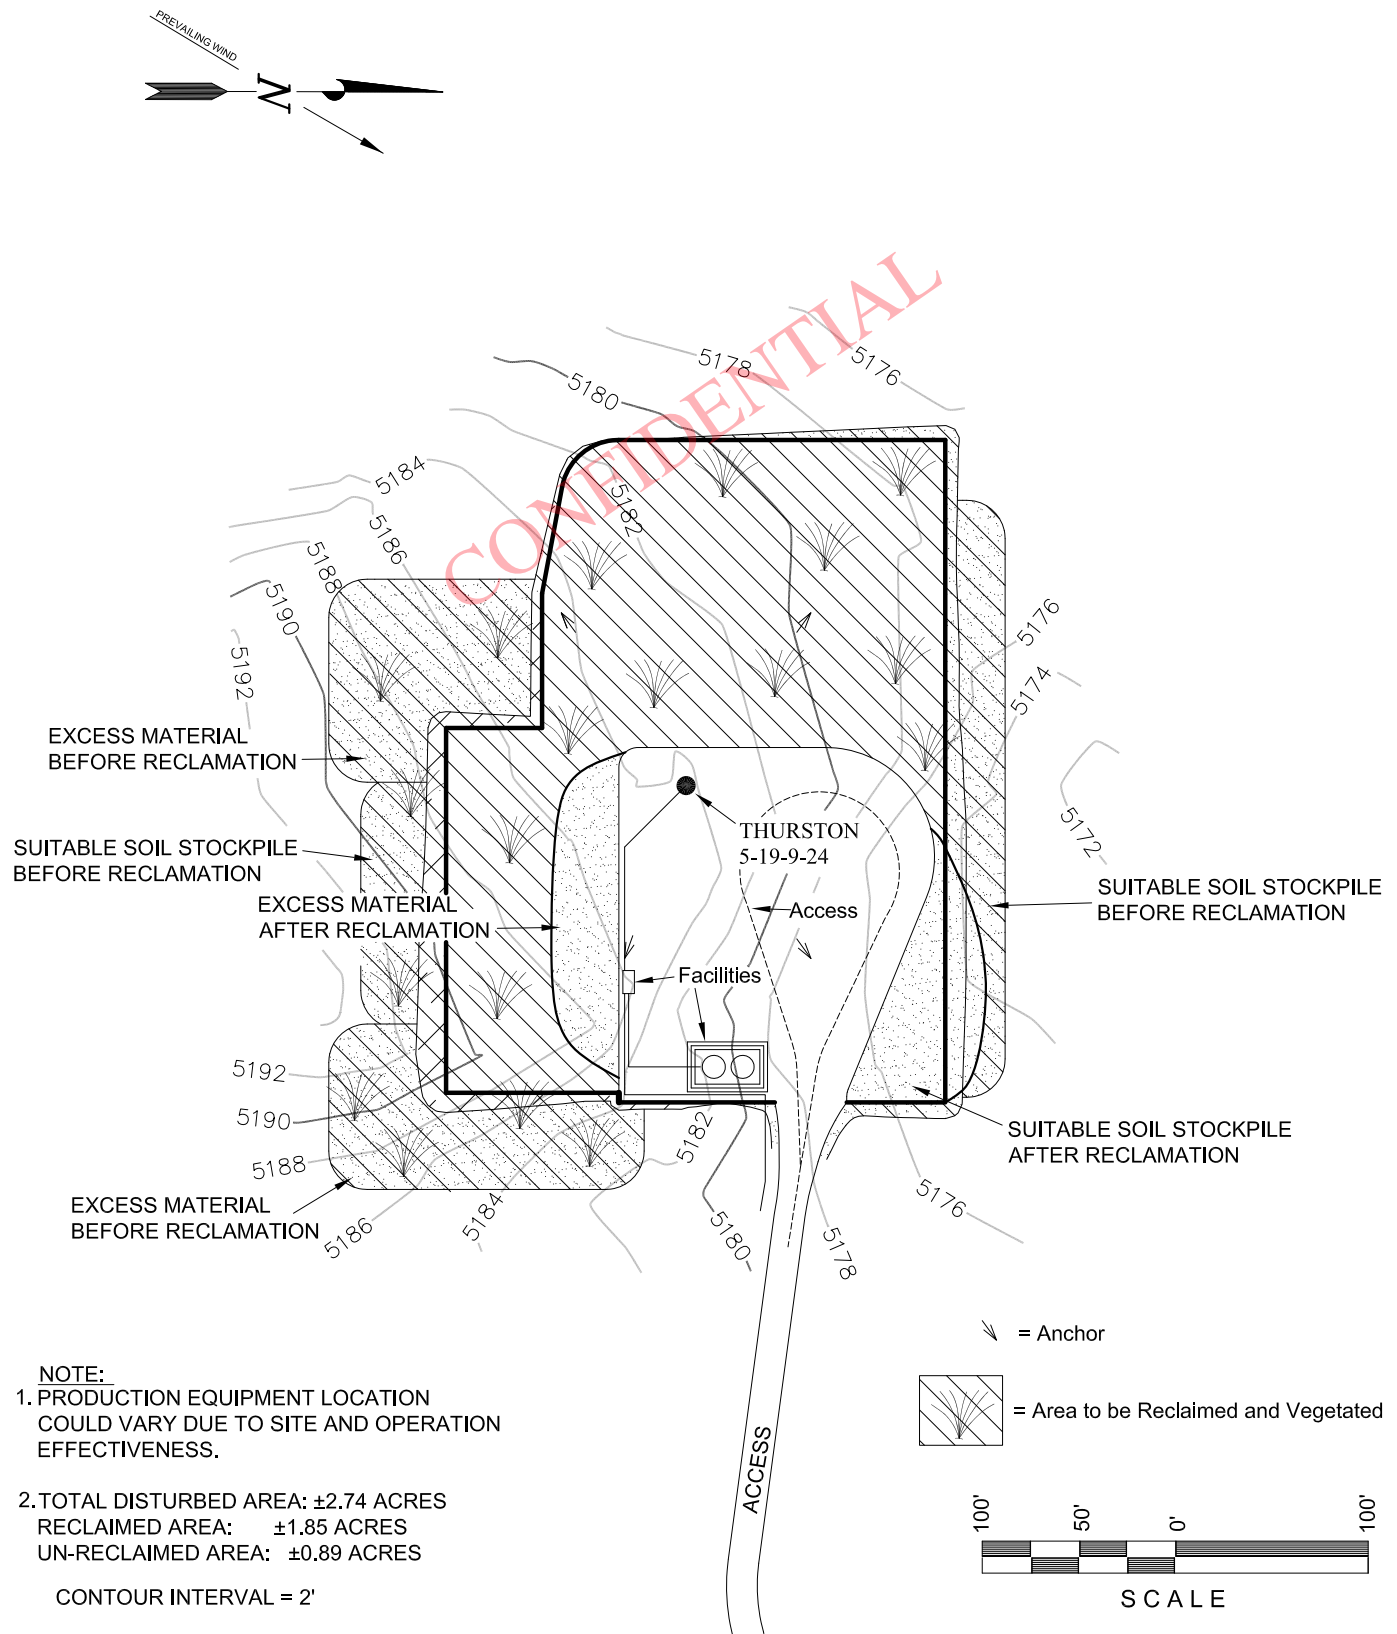 PREVAILING WIND
N
CONFIDENTIAL
5178
5176
5180
5184
5182
5186
5188
5190
5192
5176
5174
5172
EXCESS MATERIAL
BEFORE RECLAMATION
SUITABLE SOIL STOCKPILE
BEFORE RECLAMATION
EXCESS MATERIAL
AFTER RECLAMATION
THURSTON
5-19-9-24
Access
Facilities
SUITABLE SOIL STOCKPILE
BEFORE RECLAMATION
5192
5190
5188
5186
5184
5182
5180
5178
5176
SUITABLE SOIL STOCKPILE
AFTER RECLAMATION
EXCESS MATERIAL
BEFORE RECLAMATION
ACCESS
= Anchor
= Area to be Reclaimed and Vegetated
NOTE:
1. PRODUCTION EQUIPMENT LOCATION
COULD VARY DUE TO SITE AND OPERATION
EFFECTIVENESS.
2. TOTAL DISTURBED AREA: ±2.74 ACRES
RECLAIMED AREA: ±1.85 ACRES
UN-RECLAIMED AREA: ±0.89 ACRES
CONTOUR INTERVAL = 2'
100' 50' 0' 100'
SCALE